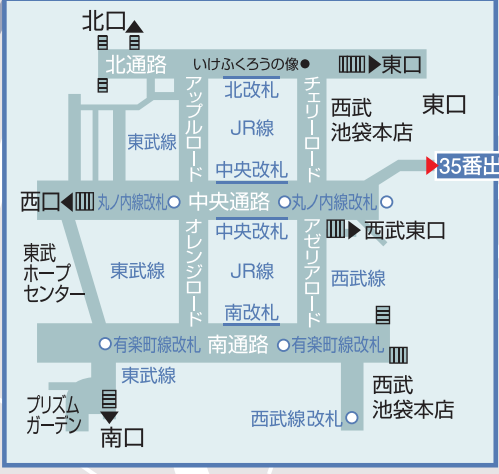 北口
北通路
いけふくろうの像
東口
アップルロード
北改札
チェリーロード
西武
池袋本店
東口
JR線
東武線
中央改札
35番出
西口
丸ノ内線改札
中央通路
丸ノ内線改札
中央改札
西武東口
東武
ホープ
センター
オレンジロード
アゼリアロード
東武線
JR線
西武線
南改札
有楽町線改札
南通路
有楽町線改札
東武線
西武
池袋本店
プリズム
ガーデン
西武線改札
南口